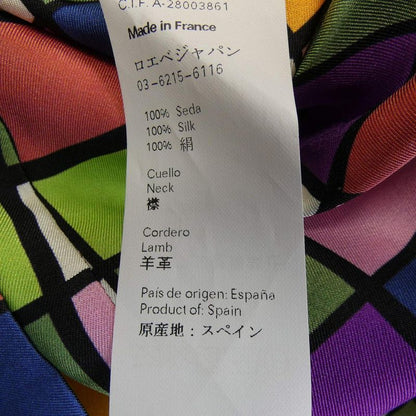 C.I.F. A-28003861
Made in France
ロエベジャパン
03-6215-6116
100% Seda
100% Silk
100% 絹
Cuello
Neck
襟
Cordero
Lamb
羊革
País de origen: España
Product of: Spain
原産地：スペイン